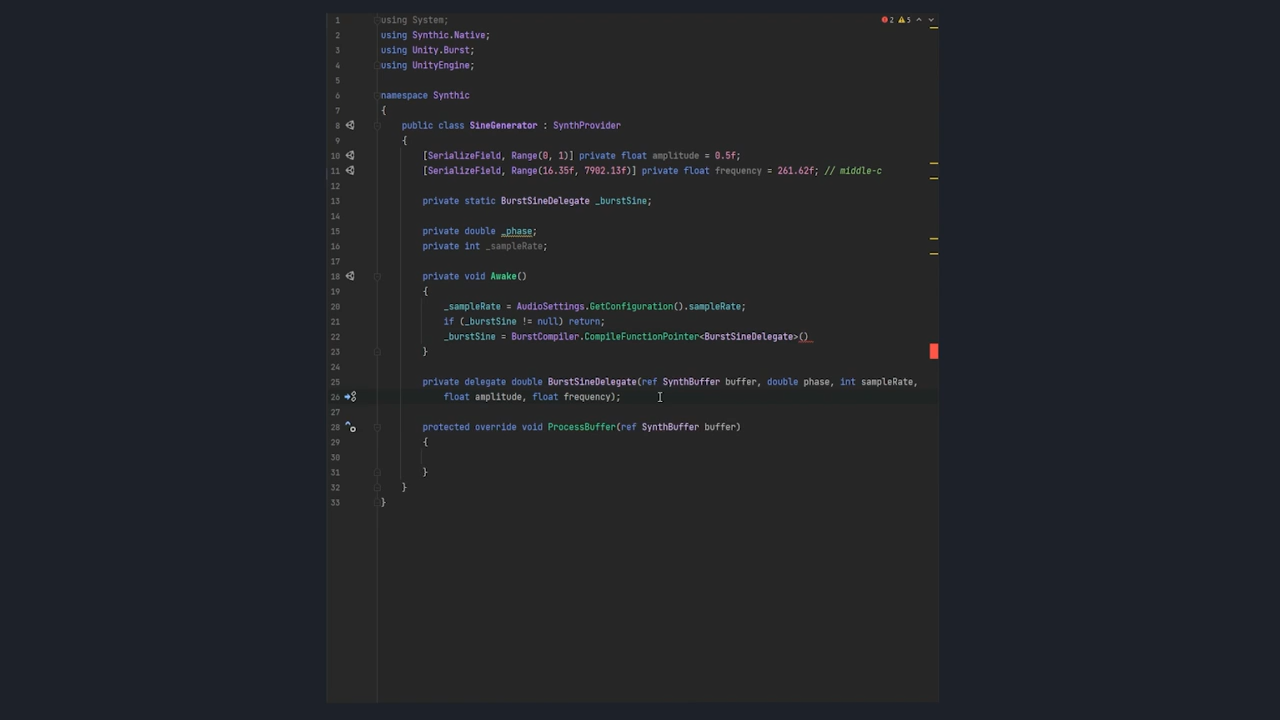 1 using System;
2 using Synthic.Native;
3 using Unity.Burst;
4 using UnityEngine;
5
6 namespace Synthic
7 {
8 public class SineGenerator : SynthProvider
9 {
10 [SerializeField, Range(0, 1)] private float amplitude = 0.5f;
11 [SerializeField, Range(16.35f, 7902.13f)] private float frequency = 261.62f; // middle-c
12
13 private static BurstSineDelegate _burstSine;
14
15 private double _phase;
16 private int _sampleRate;
17
18 private void Awake()
19 {
20 _sampleRate = AudioSettings.GetConfiguration().sampleRate;
21 if (_burstSine != null) return;
22 _burstSine = BurstCompiler.CompileFunctionPointer<BurstSineDelegate>()
23 }
24
25 private delegate double BurstSineDelegate(ref SynthBuffer buffer, double phase, int sampleRate,
26 float amplitude, float frequency);
27
28 protected override void ProcessBuffer(ref SynthBuffer buffer)
29 {
30
31 }
32 }
33 }
2 5